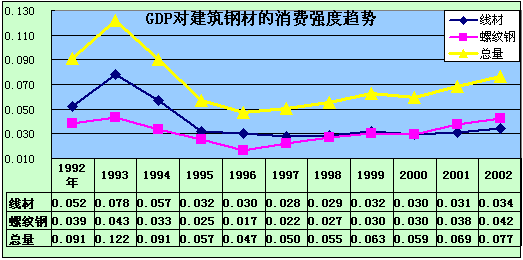 GDP对建筑钢材的消费强度趋势
线材
螺纹钢
总量
0.130
0.110
0.090
0.070
0.050
0.030
0.010
1992年 1993 1994 1995 1996 1997 1998 1999 2000 2001 2002
线材 0.052 0.078 0.057 0.032 0.030 0.028 0.029 0.032 0.030 0.031 0.034
螺纹钢 0.039 0.043 0.033 0.025 0.017 0.022 0.027 0.030 0.030 0.038 0.042
总量 0.091 0.122 0.091 0.057 0.047 0.050 0.055 0.063 0.059 0.069 0.077